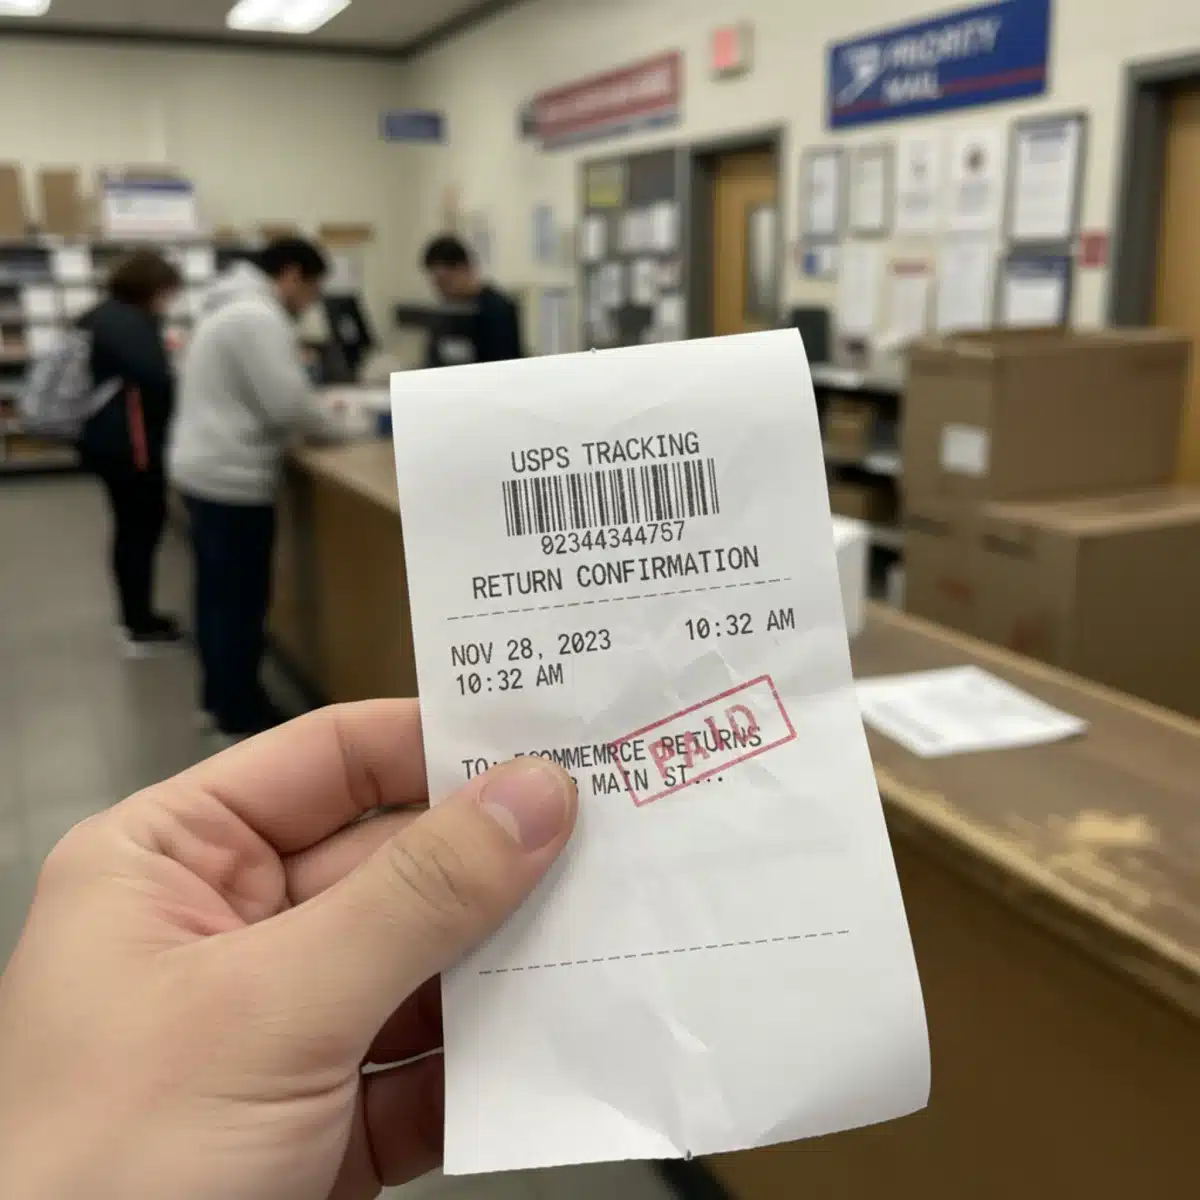 PRIORITY
MAIL
USPS TRACKING
92344344757
RETURN CONFIRMATION
NOV 28, 2023 10:32 AM
10:32 AM
TO: ECOMMEMRCE RETURNS
MAIN ST...
PAID